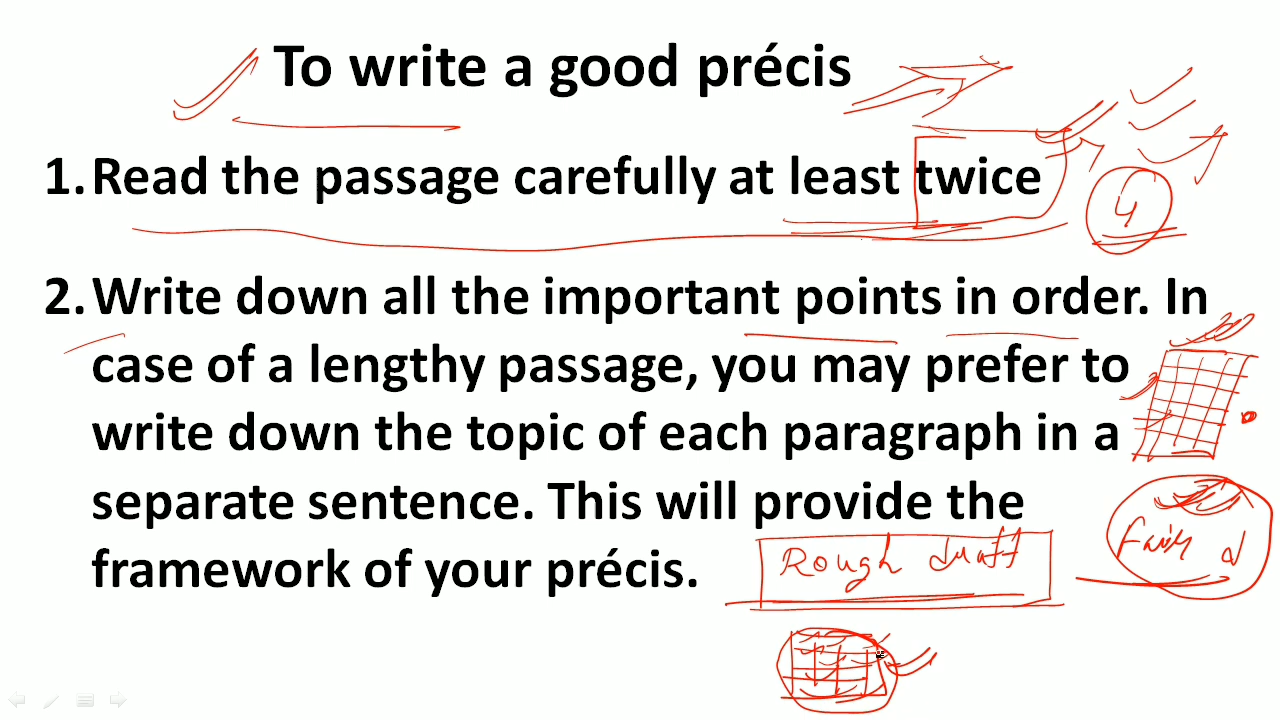 To write a good précis
1. Read the passage carefully at least twice
4
2. Write down all the important points in order. In
case of a lengthy passage, you may prefer to
write down the topic of each paragraph in a
separate sentence. This will provide the
framework of your précis.
Rough draft